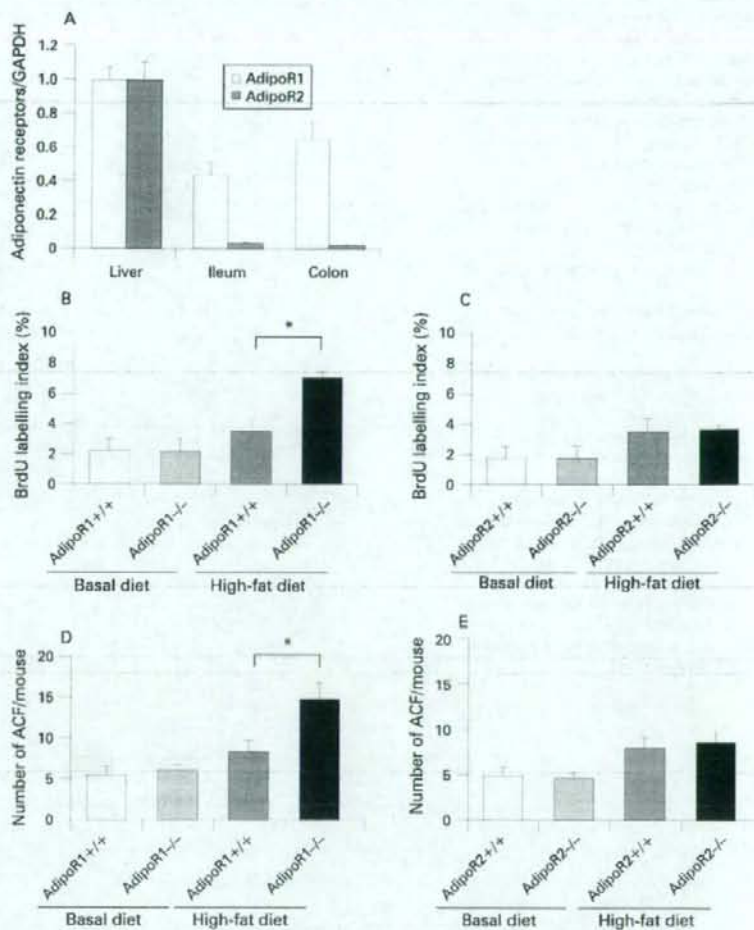 A
Adiponectin receptors/GAPDH
1.2
1.0
0.8
0.6
0.4
0.2
0
AdipoR1
AdipoR2
Liver Ileum Colon
B
BrdU labelling index (%)
10
8
6
4
2
0
*
AdipoR1+/+
AdipoR1–/–
AdipoR1+/+
AdipoR1–/–
Basal diet High-fat diet
C
BrdU labelling index (%)
10
8
6
4
2
0
AdipoR2+/+
AdipoR2–/–
AdipoR2+/+
AdipoR2–/–
Basal diet High-fat diet
D
Number of ACF/mouse
20
15
10
5
0
*
AdipoR1+/+
AdipoR1–/–
AdipoR1+/+
AdipoR1–/–
Basal diet High-fat diet
E
Number of ACF/mouse
20
15
10
5
0
AdipoR2+/+
AdipoR2–/–
AdipoR2+/+
AdipoR2–/–
Basal diet High-fat diet